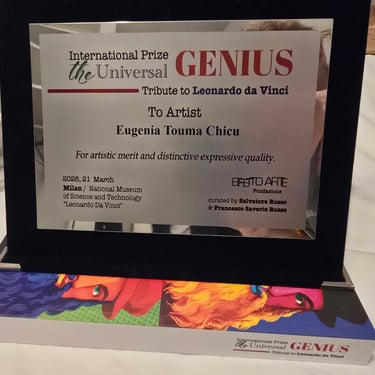 International Prize
the Universal GENIUS
Tribute to Leonardo da Vinci
To Artist
Eugenia Touma Chicu
For artistic merit and distinctive expressive quality.
2026, 21 March
Milan / National Museum
of Science and Technology
"Leonardo Da Vinci"
EFFETTO ARTE
Fondazione
curated by Salvatore Russo
& Francesco Saverio Russo
International Prize
the Universal GENIUS
Tribute to Leonardo da Vinci